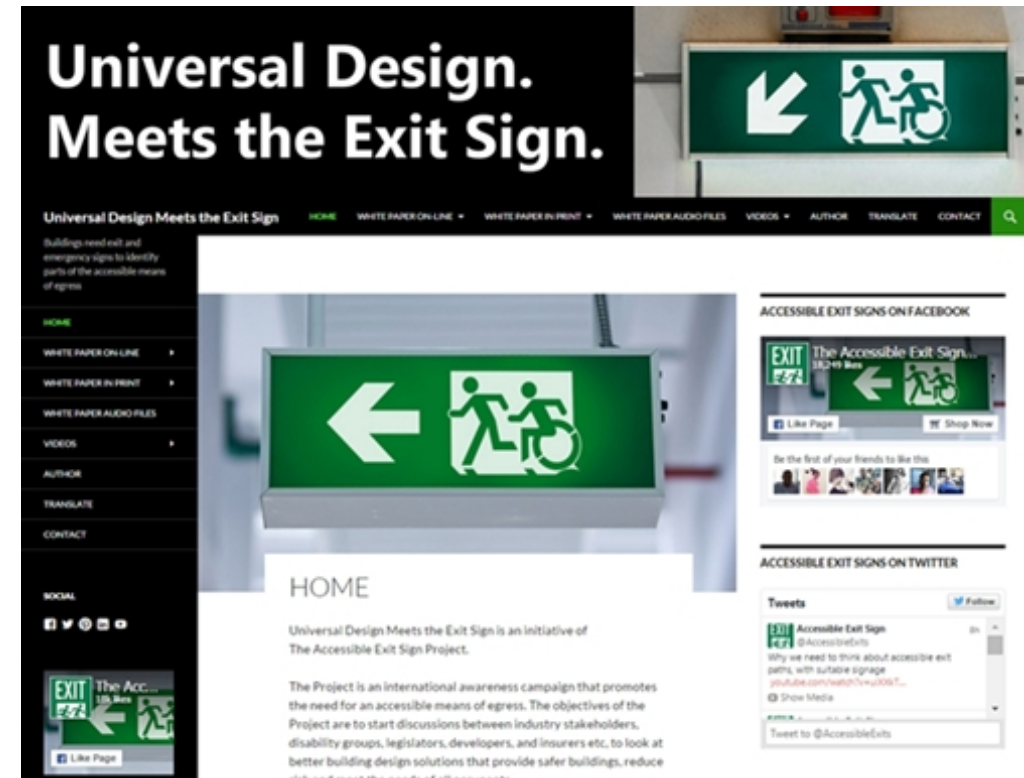 Universal Design.
Meets the Exit Sign.
Universal Design Meets the Exit Sign
HOME
WHITE PAPER ON-LINE
WHITE PAPER IN PRINT
WHITE PAPER AUDIO FILES
VIDEOS
AUTHOR
TRANSLATE
CONTACT
Buildings need exit and
emergency signs to identify
parts of the accessible means
of egress
HOME
WHITE PAPER ON-LINE
WHITE PAPER IN PRINT
WHITE PAPER AUDIO FILES
VIDEOS
AUTHOR
TRANSLATE
CONTACT
SOCIAL
EXIT
The Acc...
18k likes
Like Page
HOME
Universal Design Meets the Exit Sign is an initiative of
The Accessible Exit Sign Project.
The Project is an international awareness campaign that promotes
the need for an accessible means of egress. The objectives of the
Project are to start discussions between industry stakeholders,
disability groups, legislators, developers, and insurers etc, to look at
better building design solutions that provide safer buildings, reduce
ACCESSIBLE EXIT SIGNS ON FACEBOOK
EXIT
The Accessible Exit Sign...
likes
Like Page
Shop Now
Be the first of your friends to like this
ACCESSIBLE EXIT SIGNS ON TWITTER
Tweets
Follow
EXIT
Accessible Exit Sign
@AccessibleExits
Why we need to think about accessible exit
paths, with suitable signage
Show Media
Tweet to @AccessibleExits